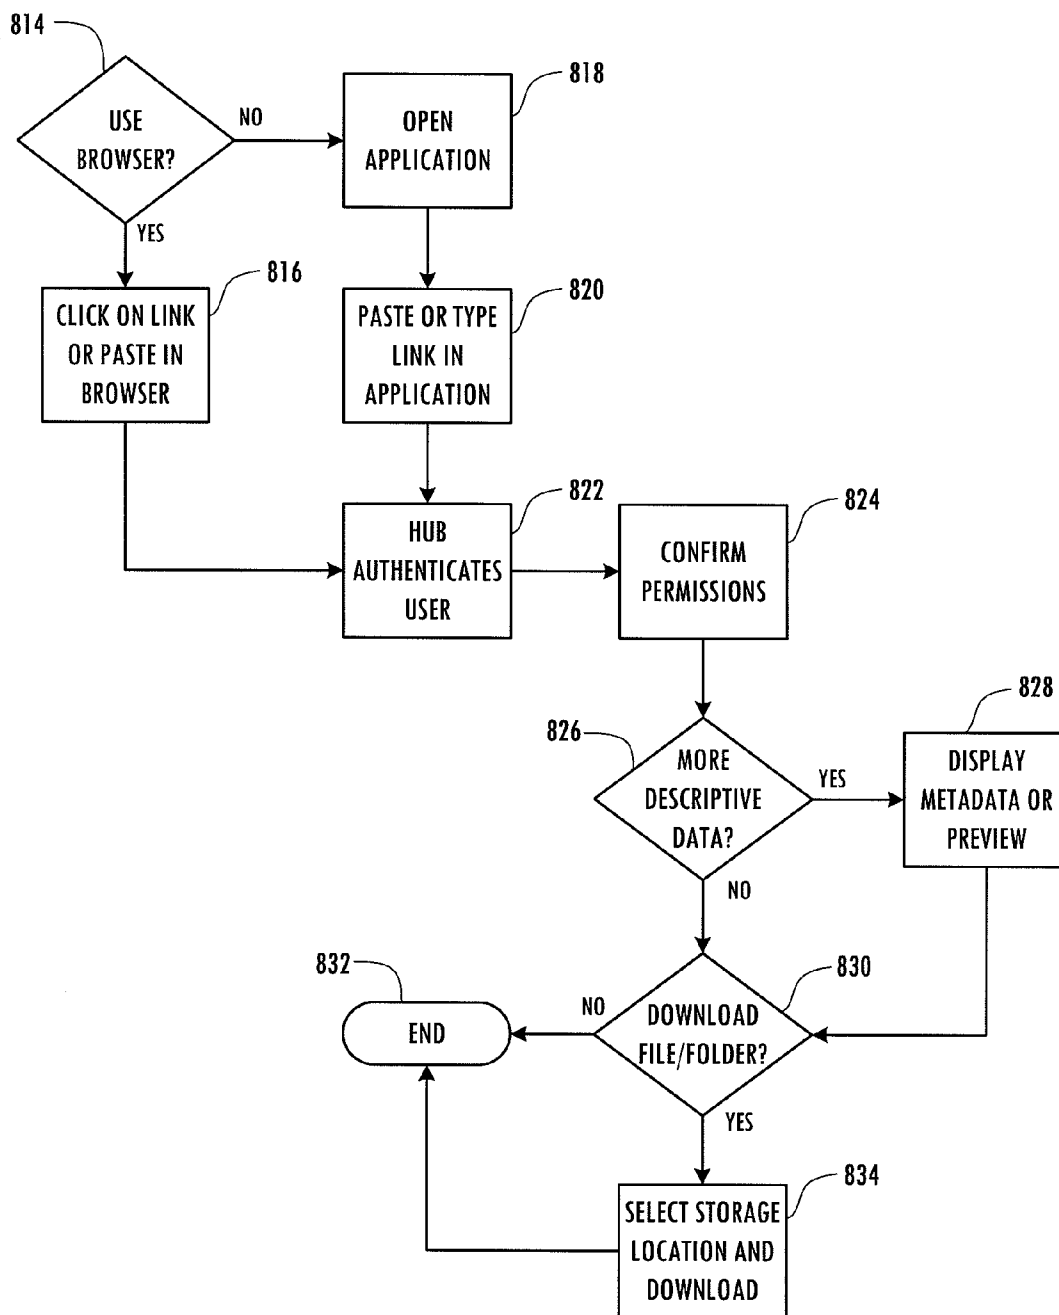 814
USE
BROWSER?
NO
YES
818
OPEN
APPLICATION
816
CLICK ON LINK
OR PASTE IN
BROWSER
820
PASTE OR TYPE
LINK IN
APPLICATION
822
HUB
AUTHENTICATES
USER
824
CONFIRM
PERMISSIONS
826
MORE
DESCRIPTIVE
DATA?
YES
NO
828
DISPLAY
METADATA OR
PREVIEW
830
DOWNLOAD
FILE/FOLDER?
NO
YES
832
END
834
SELECT STORAGE
LOCATION AND
DOWNLOAD